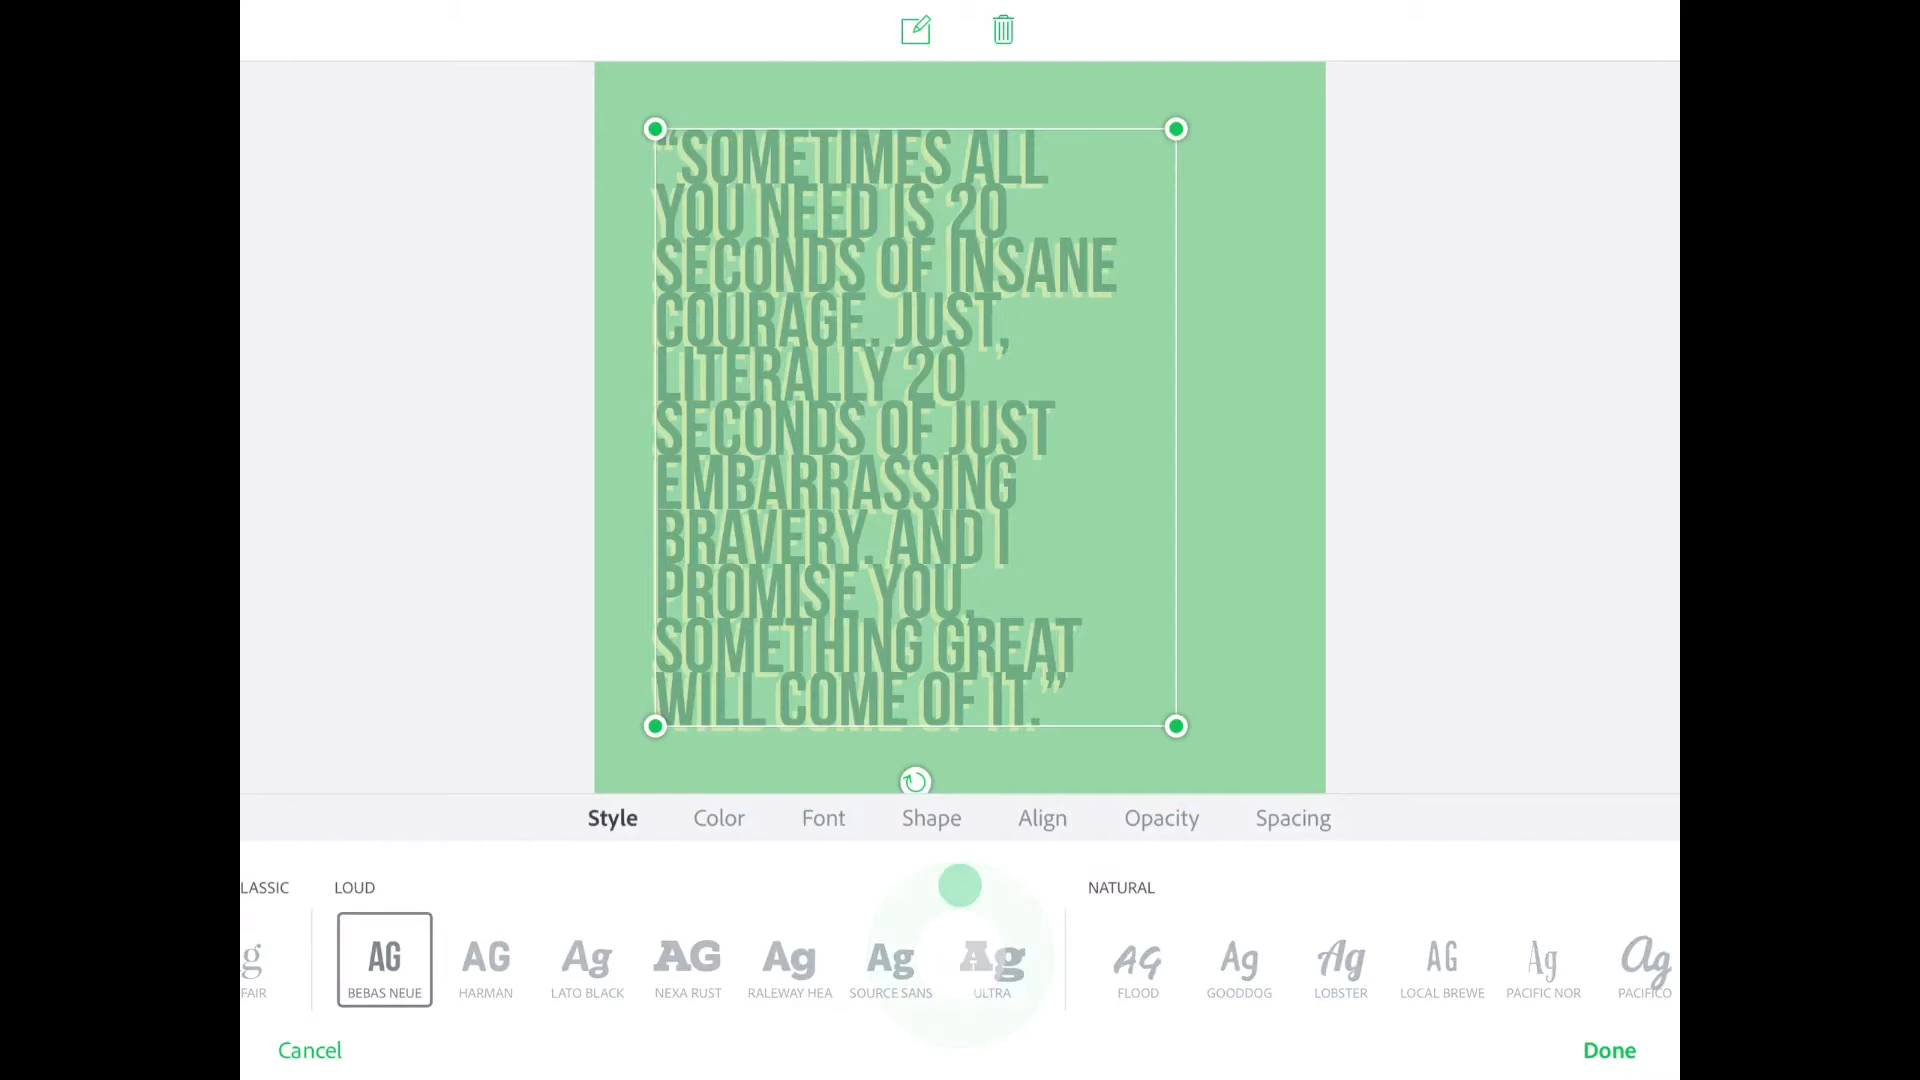 “SOMETIMES ALL
YOU NEED IS 20
SECONDS OF INSANE
COURAGE. JUST,
LITERALLY 20
SECONDS OF JUST
EMBARRASSING
BRAVERY. AND I
PROMISE YOU,
SOMETHING GREAT
WILL COME OF IT.”
Style Color Font Shape Align Opacity Spacing
LASSIC LOUD NATURAL
g AG AG Ag AG Ag Ag Ag AG Ag Ag AG Ag Ag
FAIR BEBAS NEUE HARMAN LATO BLACK NEXA RUST RALEWAY HEA SOURCE SANS ULTRA FLOOD GOODDOG LOBSTER LOCAL BREWE PACIFIC NOR PACIFICO
Cancel Done